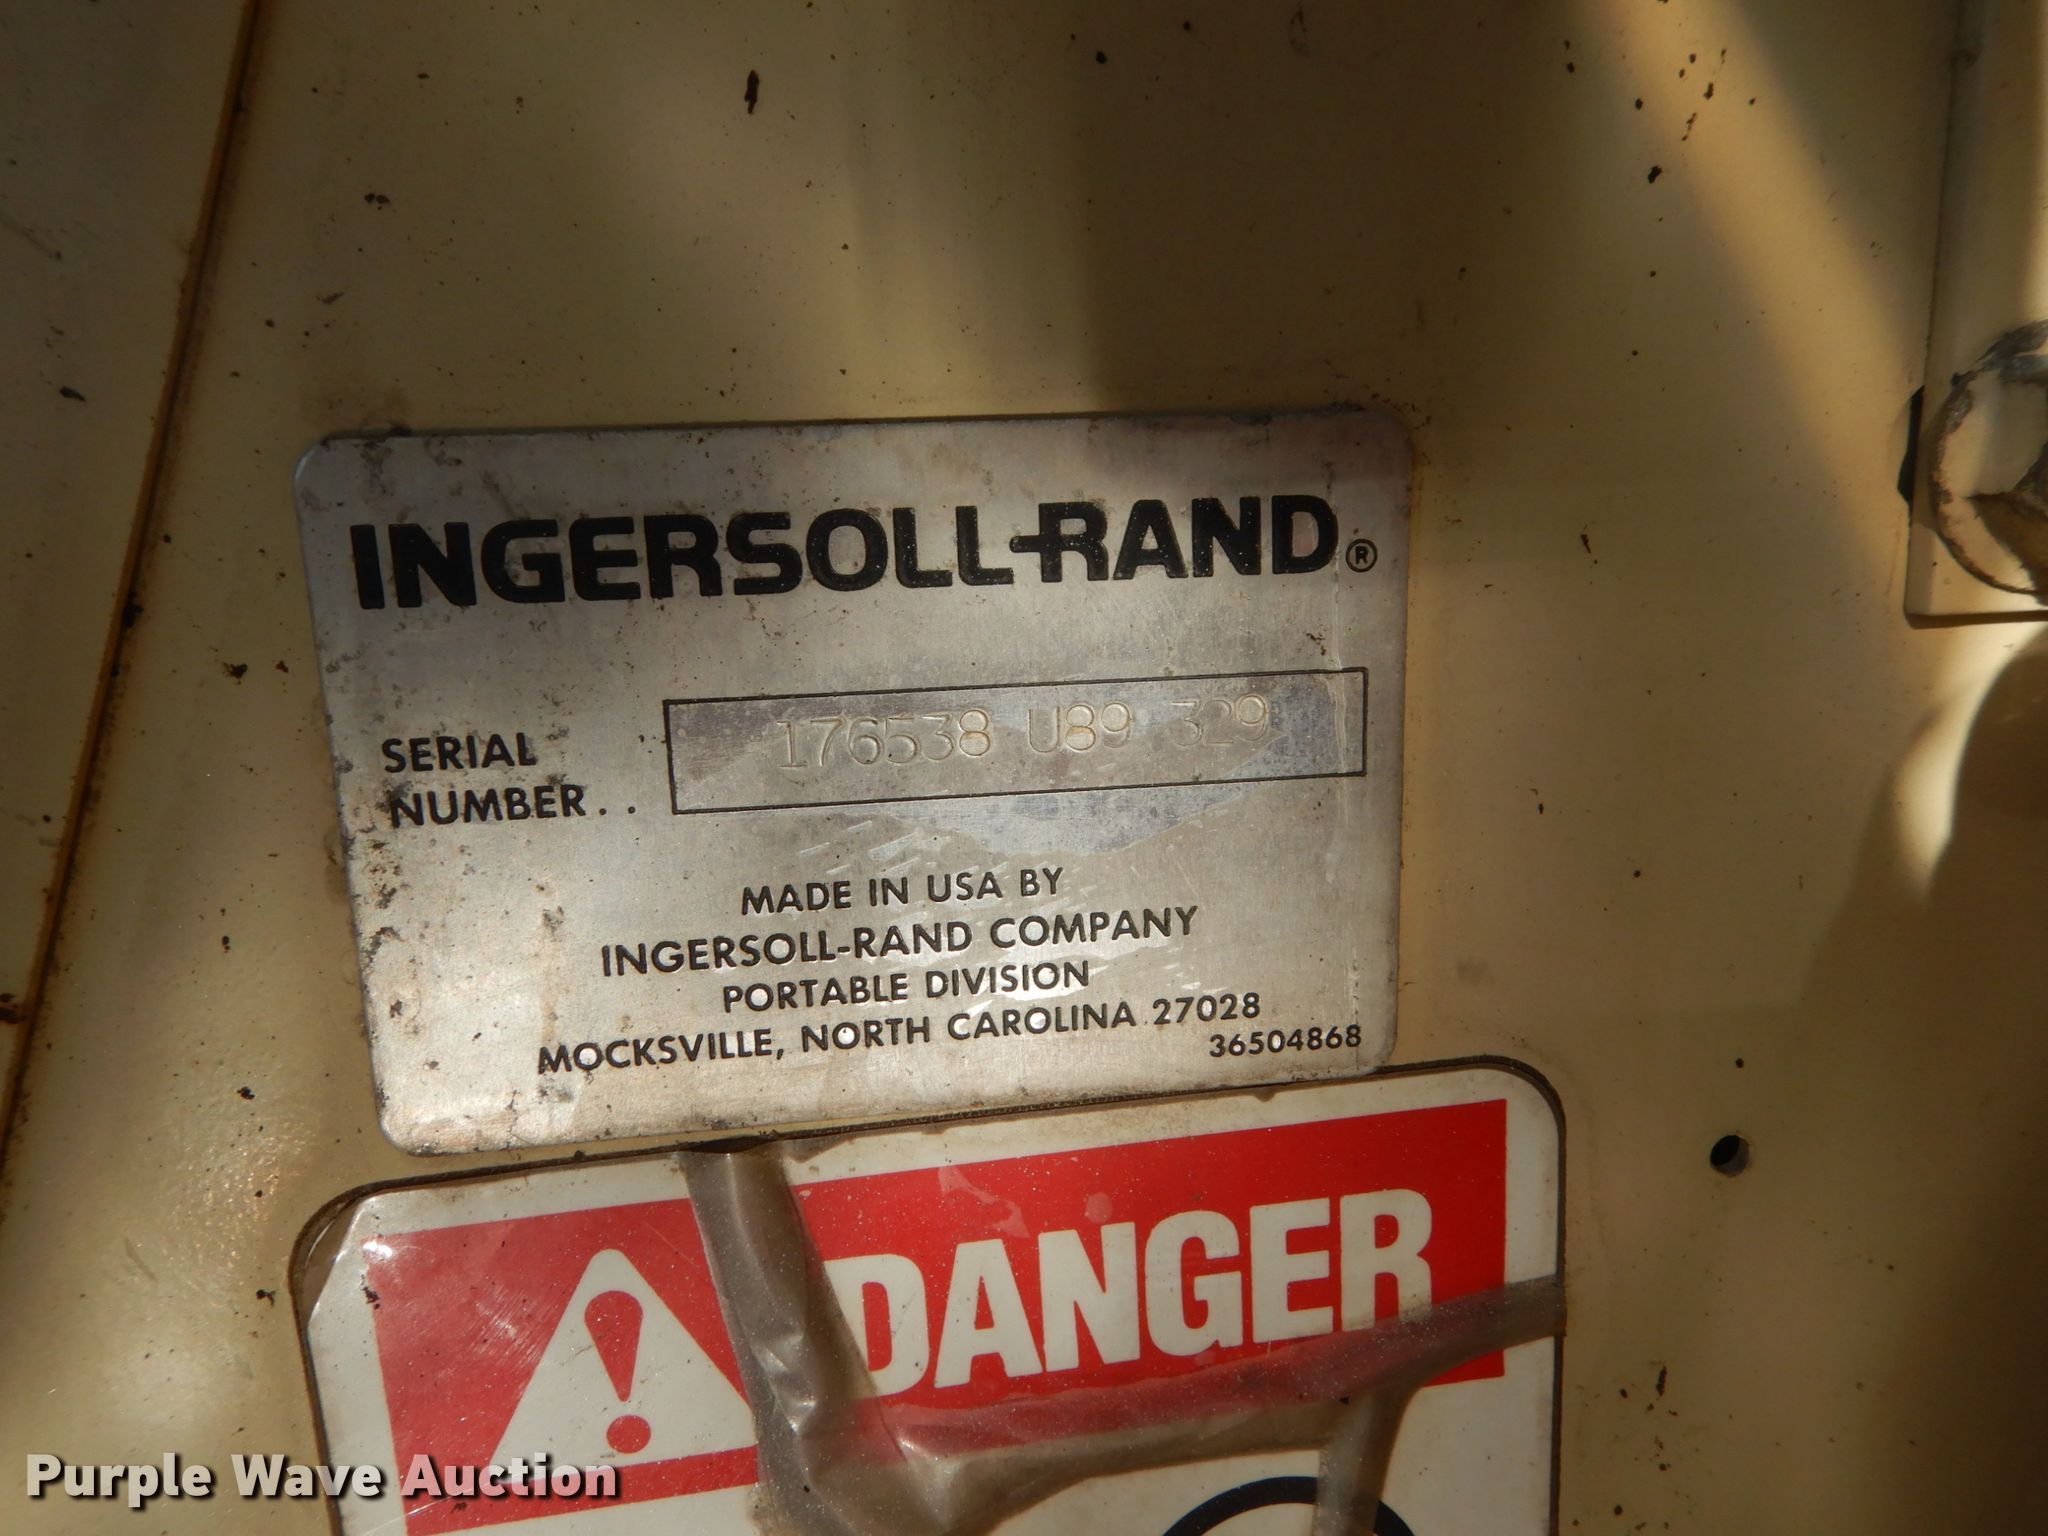 INGERSOLL-RAND®
SERIAL
NUMBER..
176538 U89 329
MADE IN USA BY
INGERSOLL-RAND COMPANY
PORTABLE DIVISION
MOCKSVILLE, NORTH CAROLINA 27028
36504868
DANGER
Purple Wave Auction